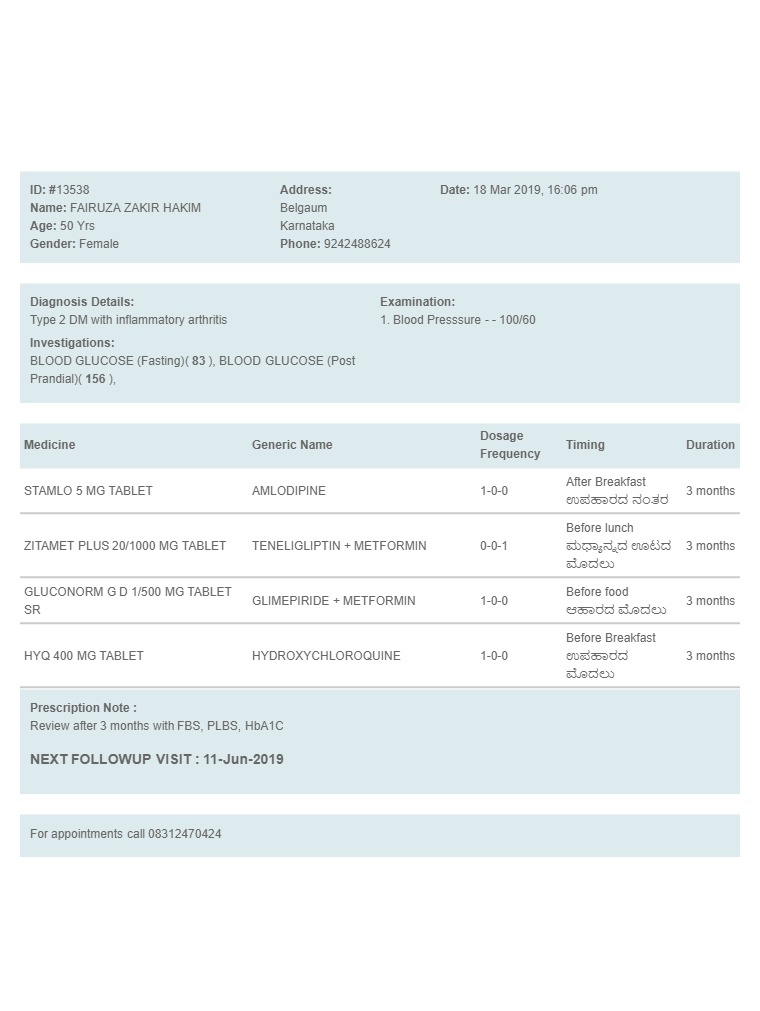 ID: #13538
Name: FAIRUZA ZAKIR HAKIM
Age: 50 Yrs
Gender: Female
Address:
Belgaum
Karnataka
Phone: 9242488624
Date: 18 Mar 2019, 16:06 pm
Diagnosis Details:
Type 2 DM with inflammatory arthritis
Investigations:
BLOOD GLUCOSE (Fasting)( 83 ), BLOOD GLUCOSE (Post
Prandial)( 156 ),
Examination:
1. Blood Presssure - - 100/60
Medicine Generic Name Dosage Frequency Timing Duration
STAMLO 5 MG TABLET AMLODIPINE 1-0-0 After Breakfast 3 months
ಉಪಹಾರದ ನಂತರ
ZITAMET PLUS 20/1000 MG TABLET TENELIGLIPTIN + METFORMIN 0-0-1 Before lunch 3 months
ಮಧ್ಯಾನ್ನದ ಊಟದ
ಮೊದಲು
GLUCONORM G D 1/500 MG TABLET
SR GLIMEPIRIDE + METFORMIN 1-0-0 Before food 3 months
ಆಹಾರದ ಮೊದಲು
HYQ 400 MG TABLET HYDROXYCHLOROQUINE 1-0-0 Before Breakfast 3 months
ಉಪಹಾರದ
ಮೊದಲು
Prescription Note :
Review after 3 months with FBS, PLBS, HbA1C
NEXT FOLLOWUP VISIT : 11-Jun-2019
For appointments call 08312470424